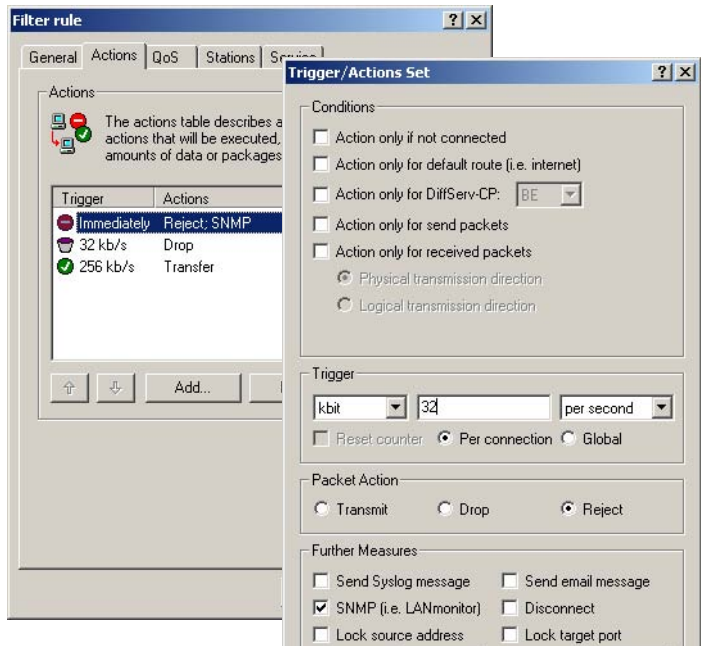 Filter rule
General Actions QoS Stations Service
Actions
The actions table describes a
actions that will be executed,
amounts of data or packages
Trigger Actions
Immediately Reject; SNMP
32 kb/s Drop
256 kb/s Transfer
Add...
Trigger/Actions Set
Conditions
Action only if not connected
Action only for default route (i.e. internet)
Action only for DiffServ-CP: BE
Action only for send packets
Action only for received packets
Physical transmission direction
Logical transmission direction
Trigger
kbit 32 per second
Reset counter Per connection Global
Packet Action
Transmit Drop Reject
Further Measures
Send Syslog message Send email message
SNMP (i.e. LANmonitor) Disconnect
Lock source address Lock target port